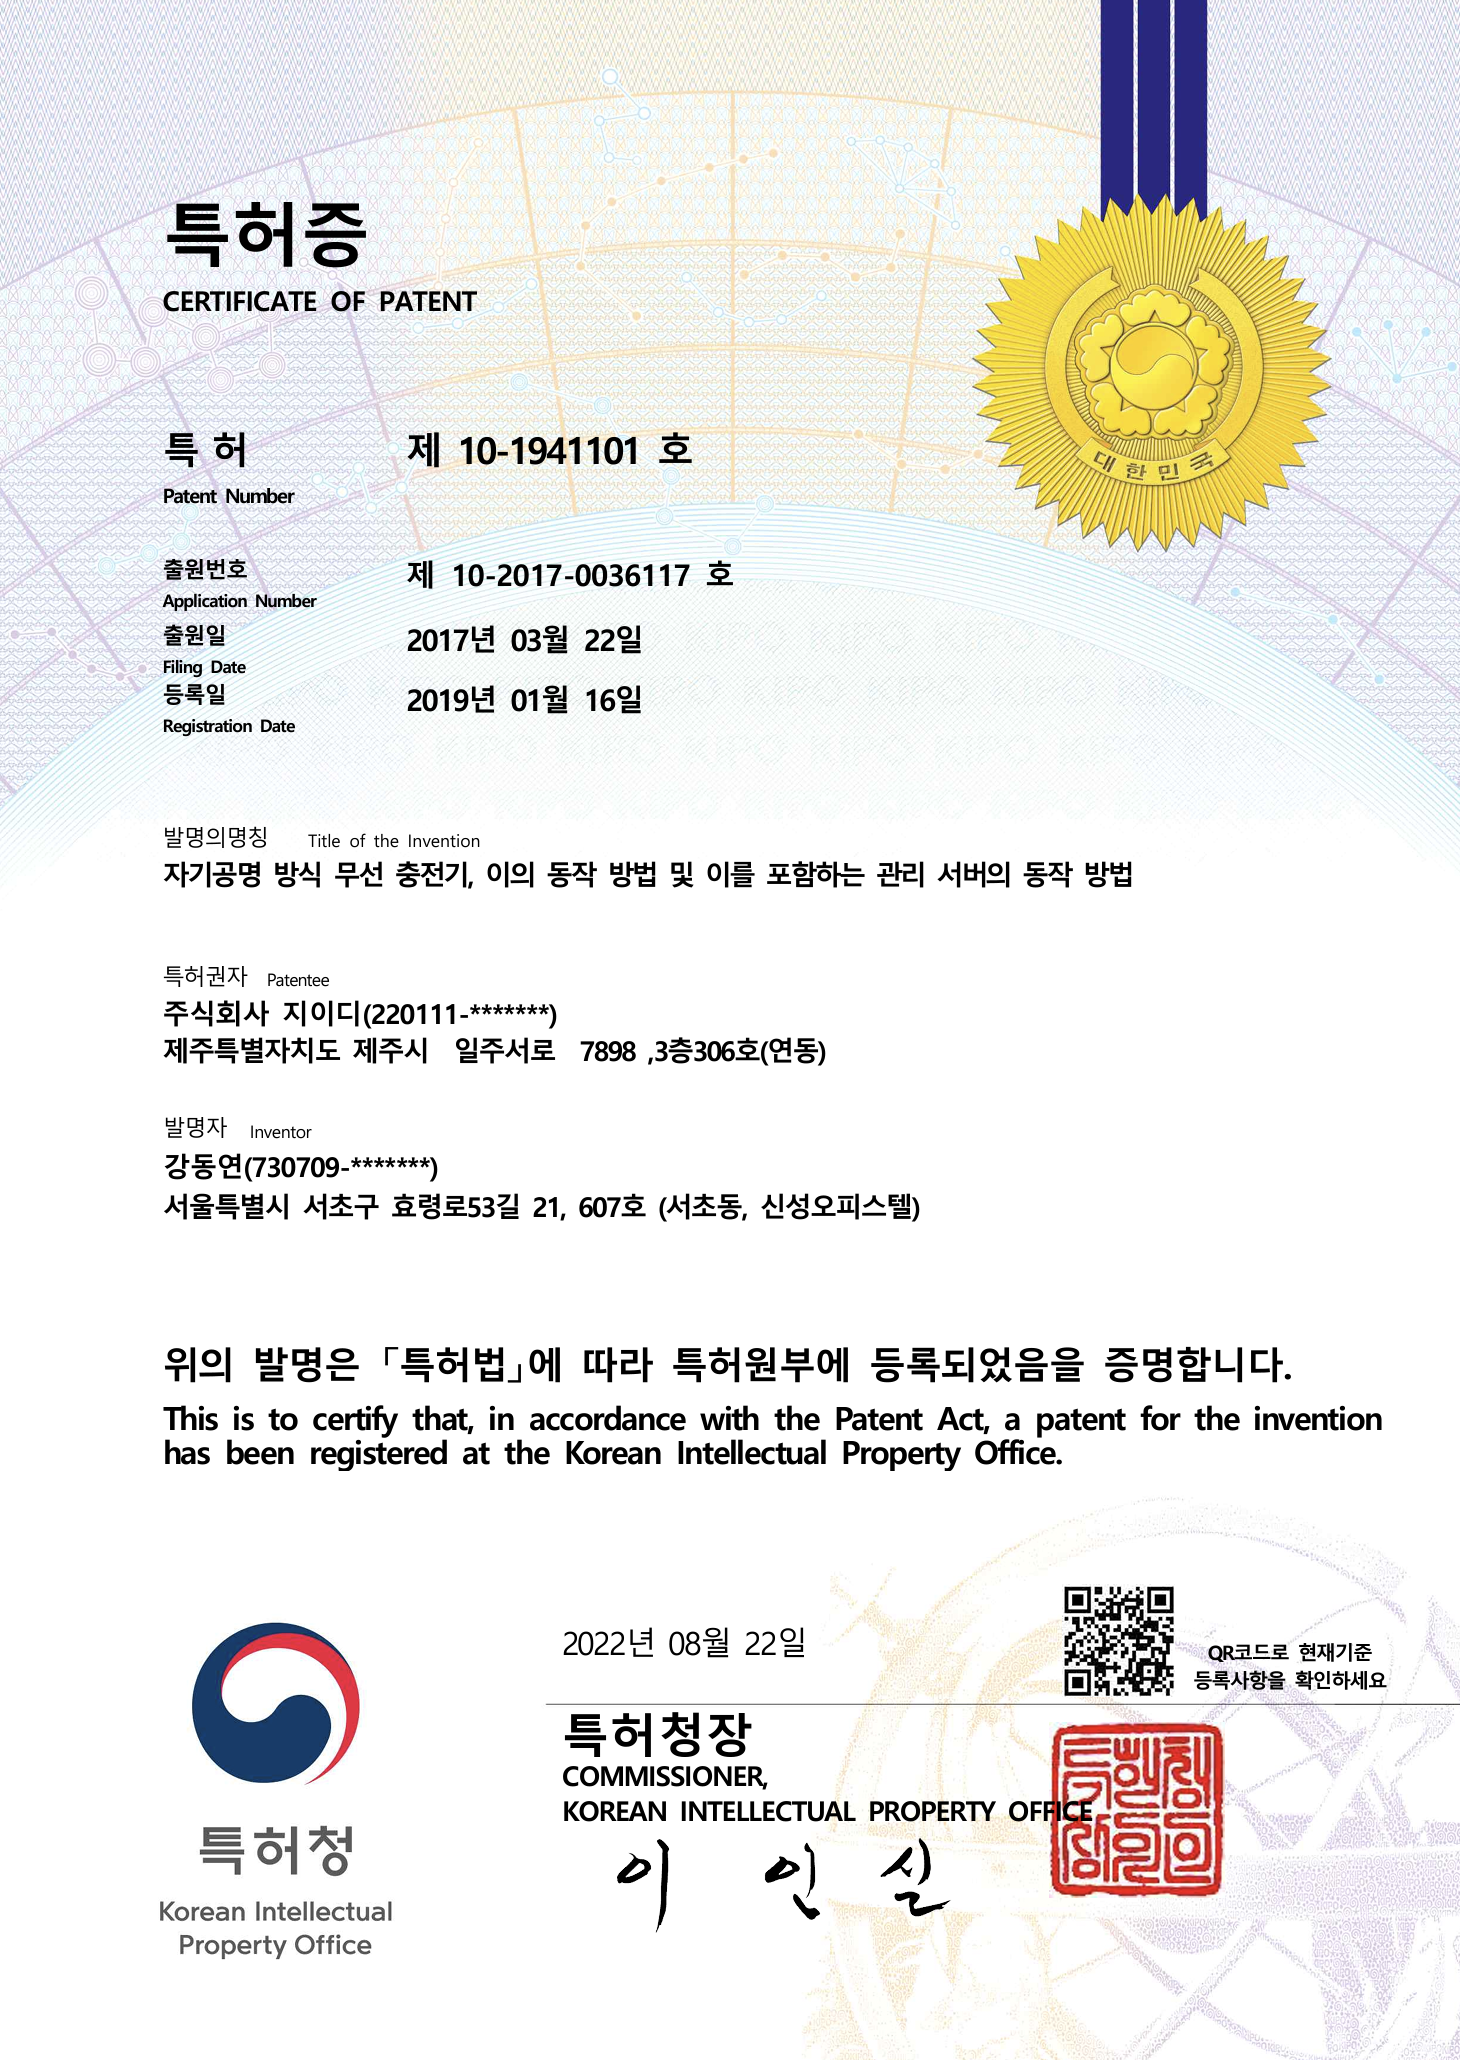 특허증
CERTIFICATE OF PATENT
대한민국
특 허 제 10-1941101 호
Patent Number
출원번호 제 10-2017-0036117 호
Application Number
출원일 2017년 03월 22일
Filing Date
등록일 2019년 01월 16일
Registration Date
발명의명칭 Title of the Invention
자기공명 방식 무선 충전기, 이의 동작 방법 및 이를 포함하는 관리 서버의 동작 방법
특허권자 Patentee
주식회사 지이디(220111-*******)
제주특별자치도 제주시 일주서로 7898 ,3층306호(연동)
발명자 Inventor
강동연(730709-*******)
서울특별시 서초구 효령로53길 21, 607호 (서초동, 신성오피스텔)
위의 발명은 ｢특허법｣에 따라 특허원부에 등록되었음을 증명합니다.
This is to certify that, in accordance with the Patent Act, a patent for the invention
has been registered at the Korean Intellectual Property Office.
2022년 08월 22일
QR코드로 현재기준
등록사항을 확인하세요
특허청장
COMMISSIONER,
KOREAN INTELLECTUAL PROPERTY OFFICE
이 인 실
특허청
Korean Intellectual
Property Office